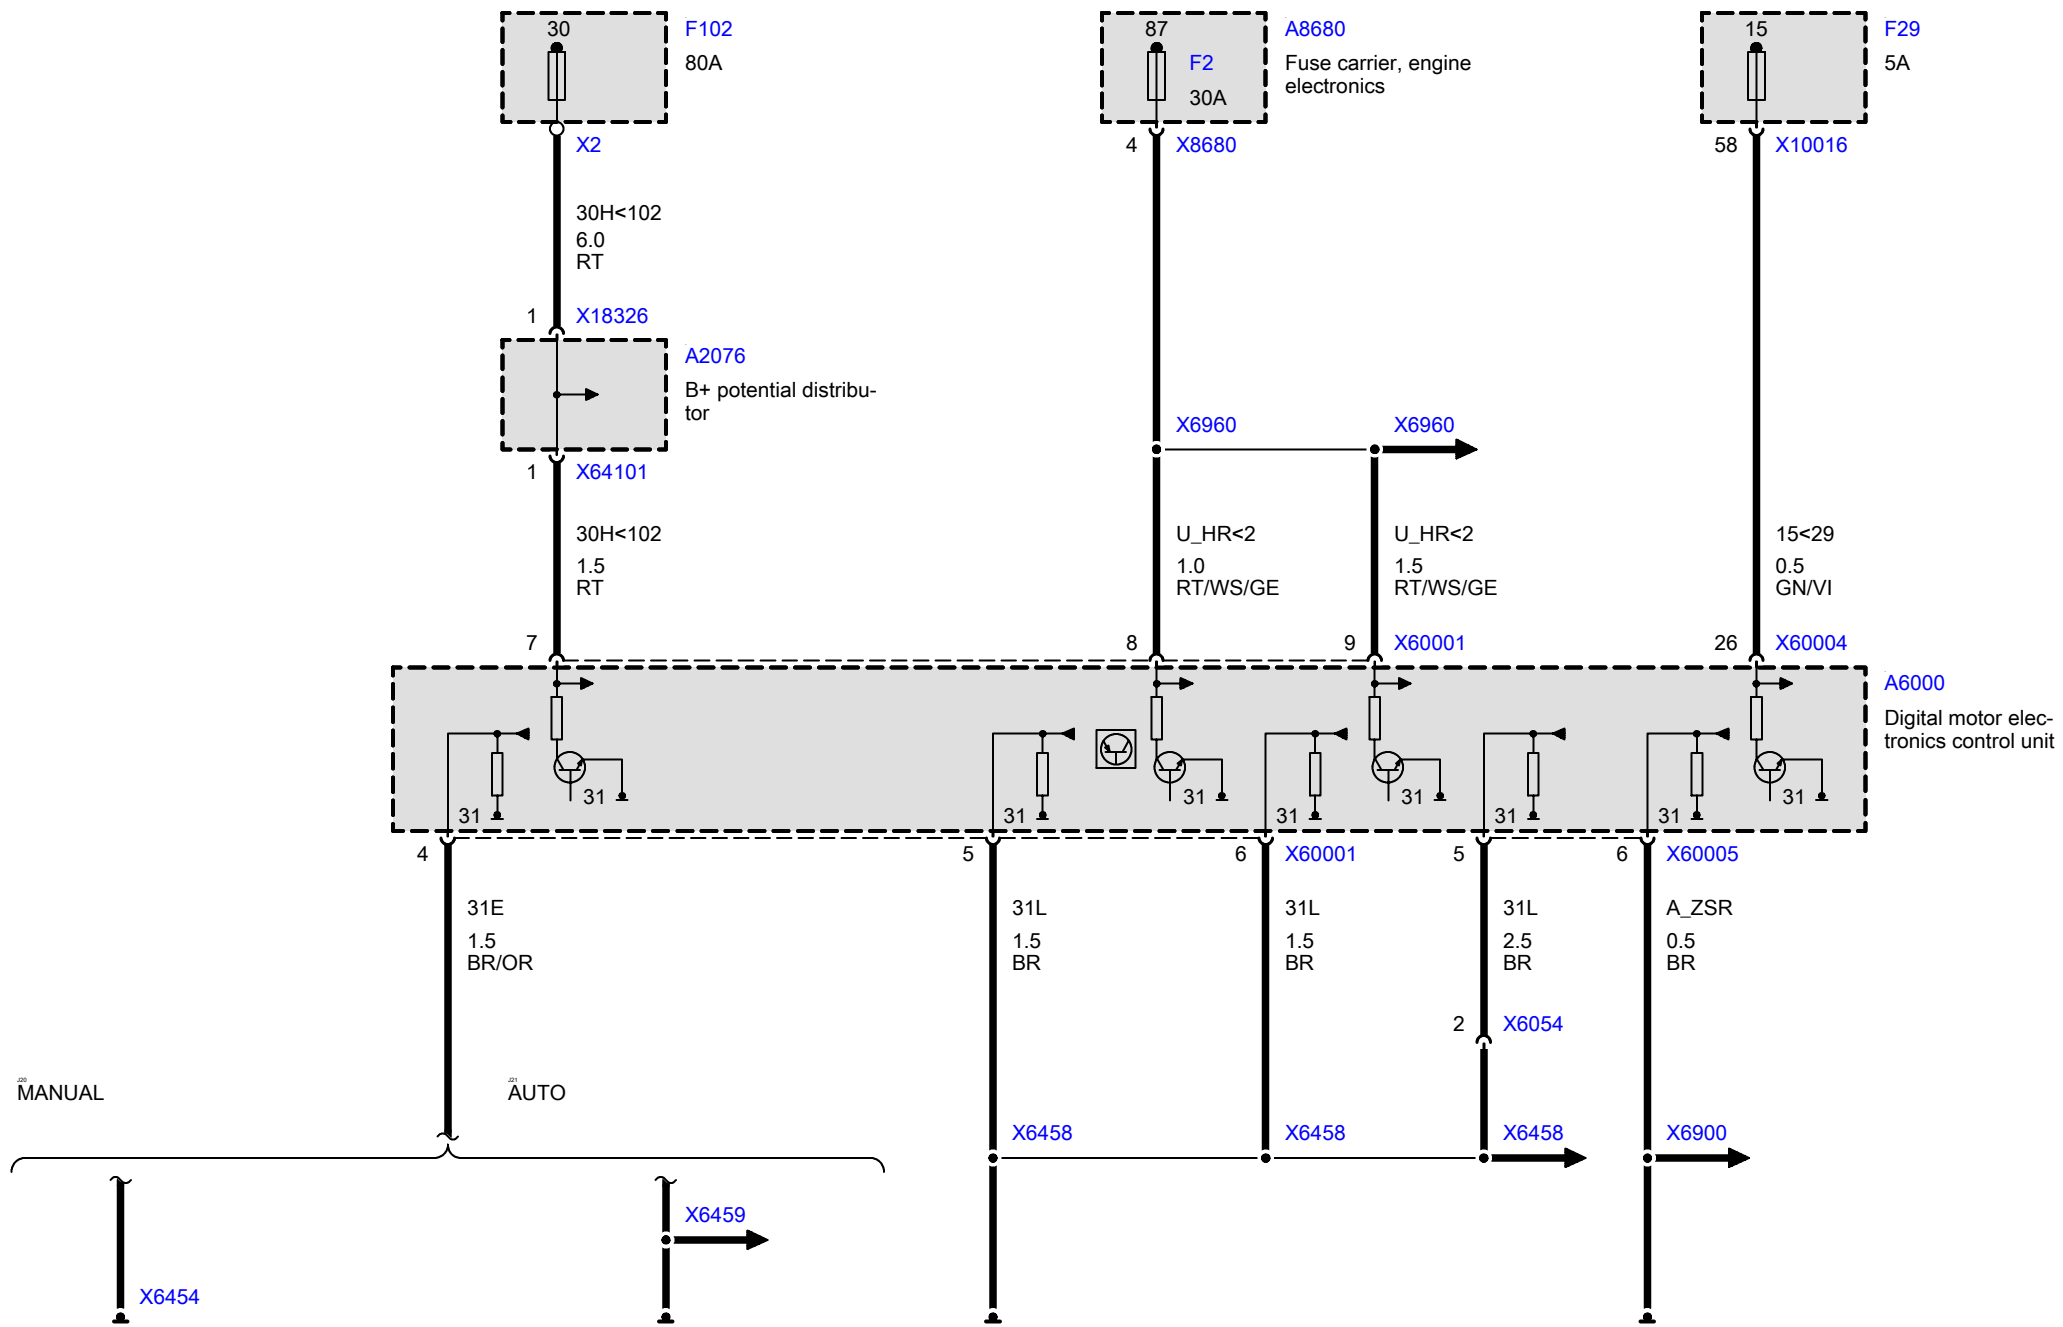 30
F102
80A
X2
30H<102
6.0
RT
1
X18326
A2076
B+ potential distribu-
tor
1
X64101
30H<102
1.5
RT
7
87
F2
30A
A8680
Fuse carrier, engine
electronics
4
X8680
X6960
X6960
U_HR<2
1.0
RT/WS/GE
U_HR<2
1.5
RT/WS/GE
8
9
X60001
15
F29
5A
58
X10016
15<29
0.5
GN/VI
26
X60004
A6000
Digital motor elec-
tronics control unit
31
31
31
31
31
31
31
31
31
4
5
6
X60001
5
6
X60005
31E
1.5
BR/OR
31L
1.5
BR
31L
1.5
BR
31L
2.5
BR
A_ZSR
0.5
BR
2
X6054
J20
MANUAL
J21
AUTO
X6458
X6458
X6458
X6900
X6459
X6454